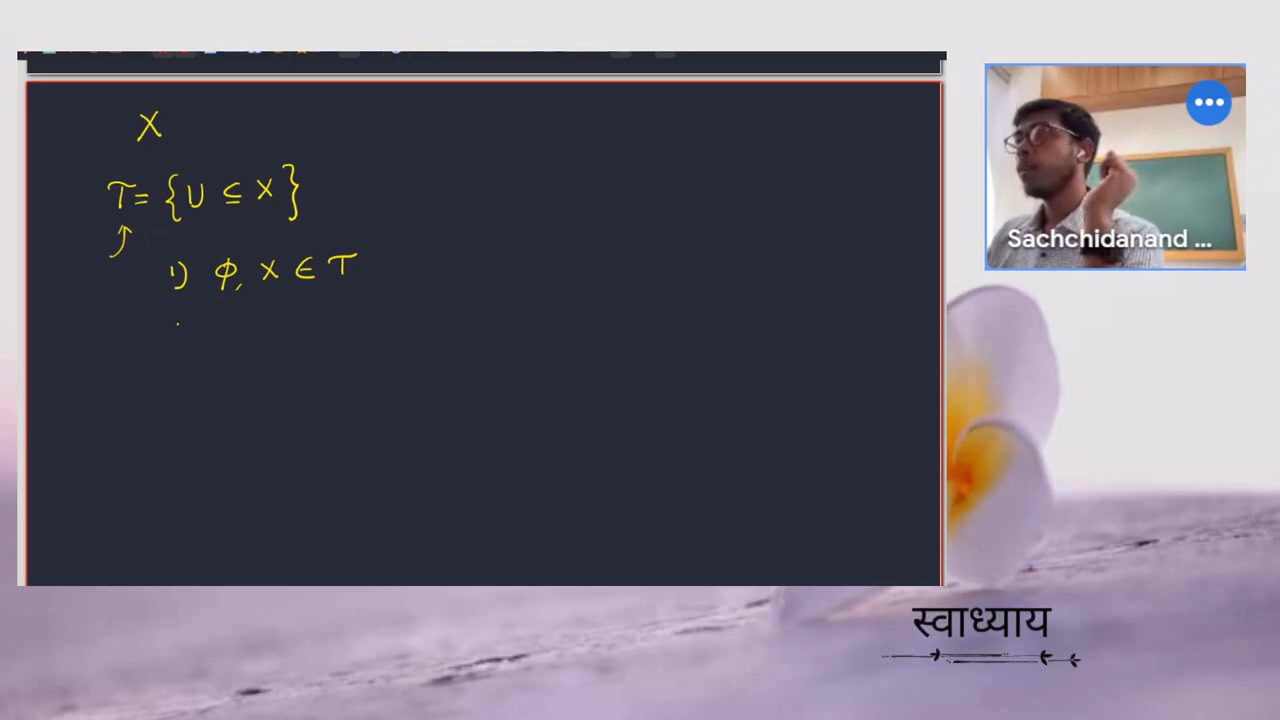 X
τ = {U ⊆ X}
1) φ, X ∈ τ
Sachchidanand ...
स्वाध्याय